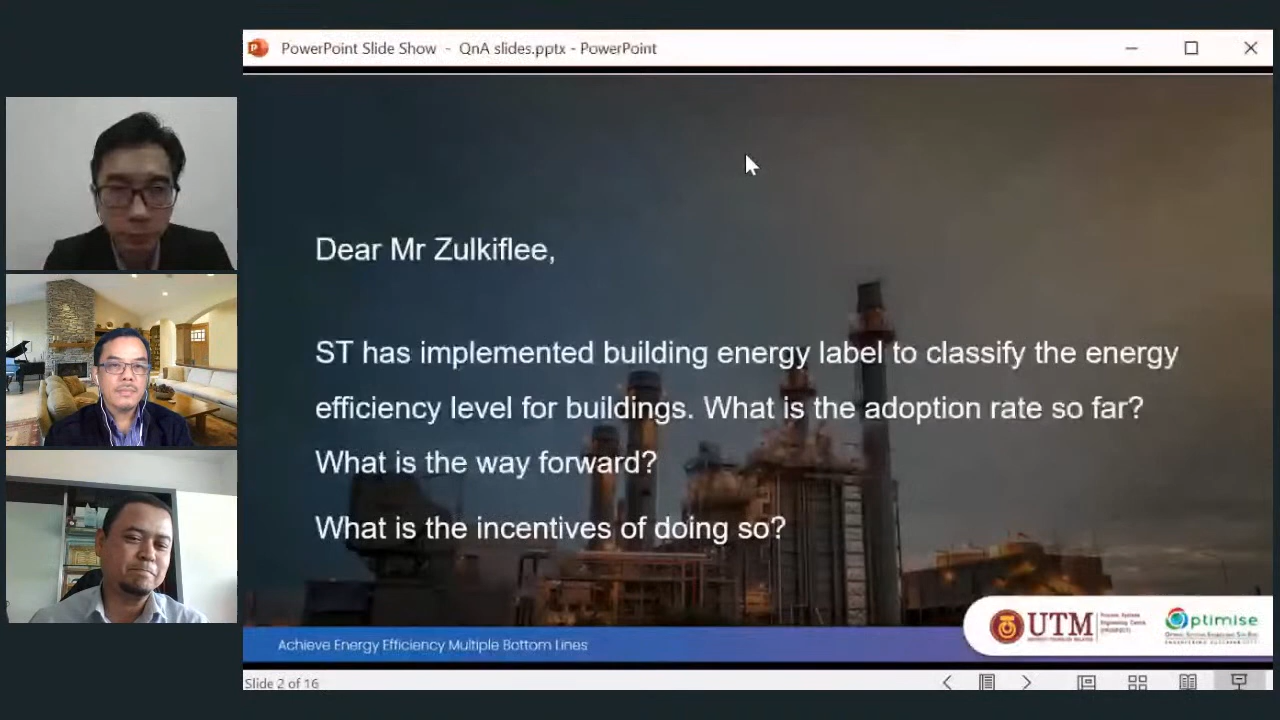 PowerPoint Slide Show - QnA slides.pptx - PowerPoint
Dear Mr Zulkiflee,
ST has implemented building energy label to classify the energy
efficiency level for buildings. What is the adoption rate so far?
What is the way forward?
What is the incentives of doing so?
UTM
Optimise
Achieve Energy Efficiency Multiple Bottom Lines
Slide 2 of 16